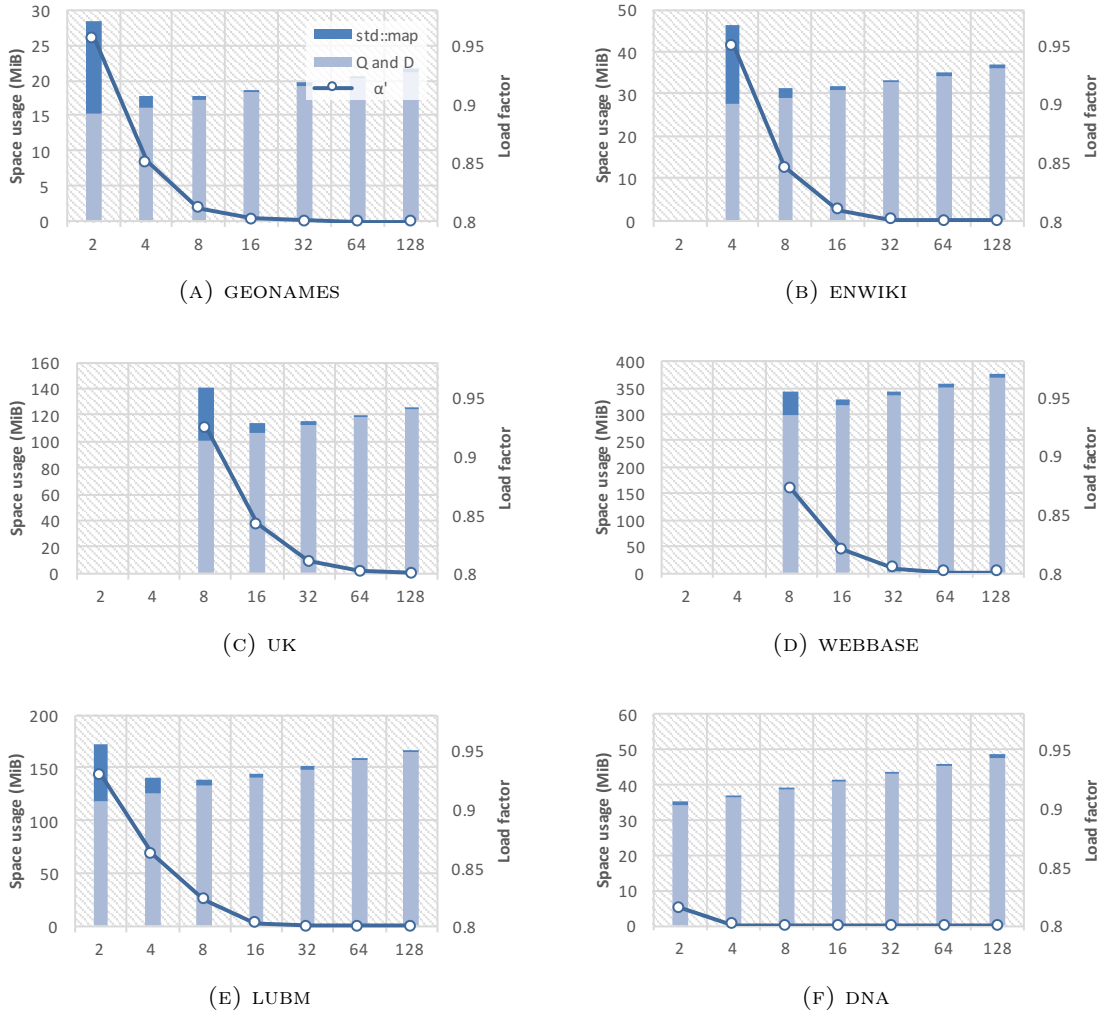 30
25
20
15
10
5
0
Space usage (MiB)
0.95
0.9
0.85
0.8
Load factor
std::map
Q and D
α'
2 4 8 16 32 64 128
(A) GEONAMES
50
40
30
20
10
0
Space usage (MiB)
0.95
0.9
0.85
0.8
Load factor
2 4 8 16 32 64 128
(B) ENWIKI
160
140
120
100
80
60
40
20
0
Space usage (MiB)
0.95
0.9
0.85
0.8
Load factor
2 4 8 16 32 64 128
(C) UK
400
350
300
250
200
150
100
50
0
Space usage (MiB)
0.95
0.9
0.85
0.8
Load factor
2 4 8 16 32 64 128
(D) WEBBASE
200
150
100
50
0
Space usage (MiB)
0.95
0.9
0.85
0.8
Load factor
2 4 8 16 32 64 128
(E) LUBM
60
50
40
30
20
10
0
Space usage (MiB)
0.95
0.9
0.85
0.8
Load factor
2 4 8 16 32 64 128
(F) DNA